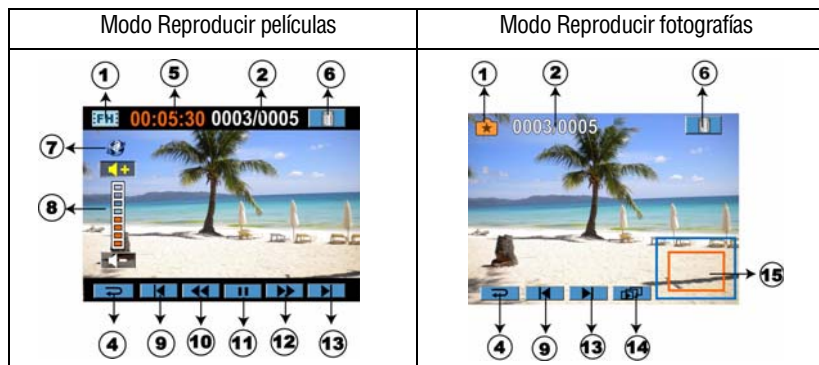 Modo Reproducir películas
Modo Reproducir fotografías
1 5 2 6
FH 00:05:30 0003/0005
7
8
4 9 10 11 12 13
1 2 6
0003/0005
15
4 9 13 14